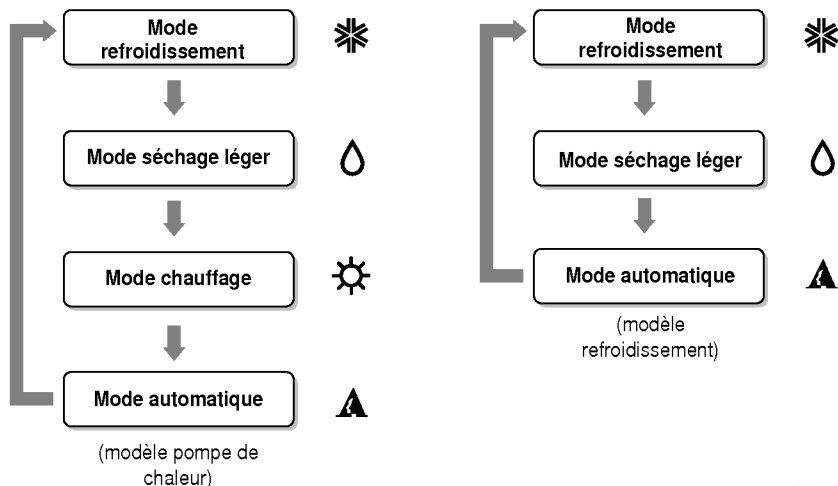 Mode
refroidissement
Mode séchage léger
Mode chauffage
Mode automatique
(modèle pompe de
chaleur)
Mode
refroidissement
Mode séchage léger
Mode automatique
(modèle
refroidissement)